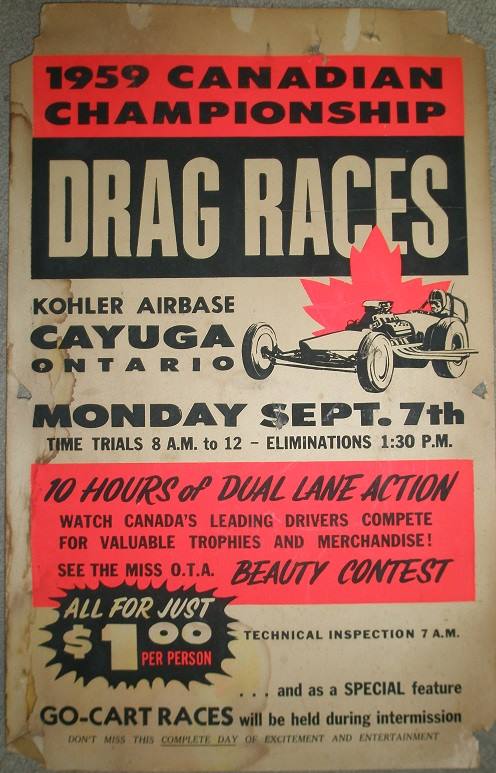 1959 CANADIAN
CHAMPIONSHIP
DRAG RACES
KOHLER AIRBASE
CAYUGA
ONTARIO
MONDAY SEPT. 7th
TIME TRIALS 8 A.M. to 12 – ELIMINATIONS 1:30 P.M.
10 HOURS of DUAL LANE ACTION
WATCH CANADA'S LEADING DRIVERS COMPETE
FOR VALUABLE TROPHIES AND MERCHANDISE!
SEE THE MISS O.T.A. BEAUTY CONTEST
ALL FOR JUST
$1.00
PER PERSON
TECHNICAL INSPECTION 7 A.M.
. . . and as a SPECIAL feature
GO-CART RACES will be held during intermission
DON'T MISS THIS COMPLETE DAY OF EXCITEMENT AND ENTERTAINMENT